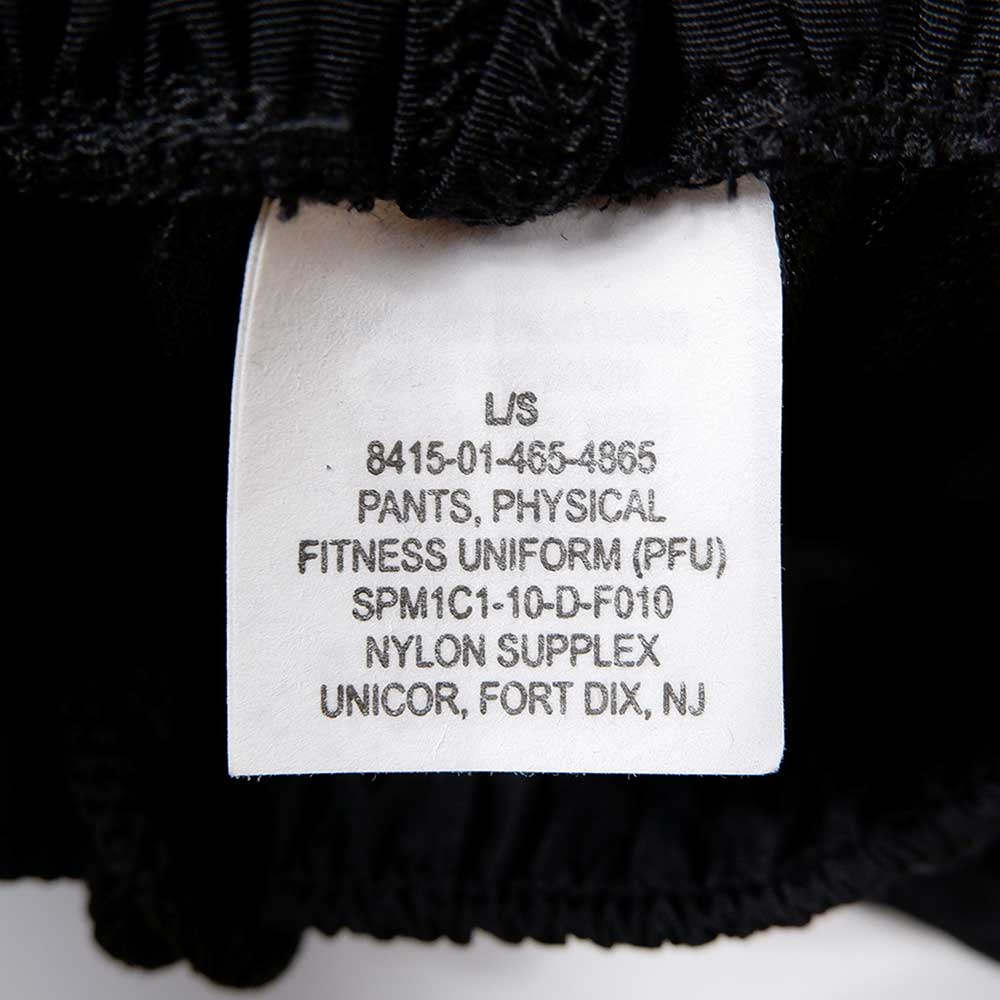 L/S
8415-01-465-4865
PANTS, PHYSICAL
FITNESS UNIFORM (PFU)
SPM1C1-10-D-F010
NYLON SUPPLEX
UNICOR, FORT DIX, NJ